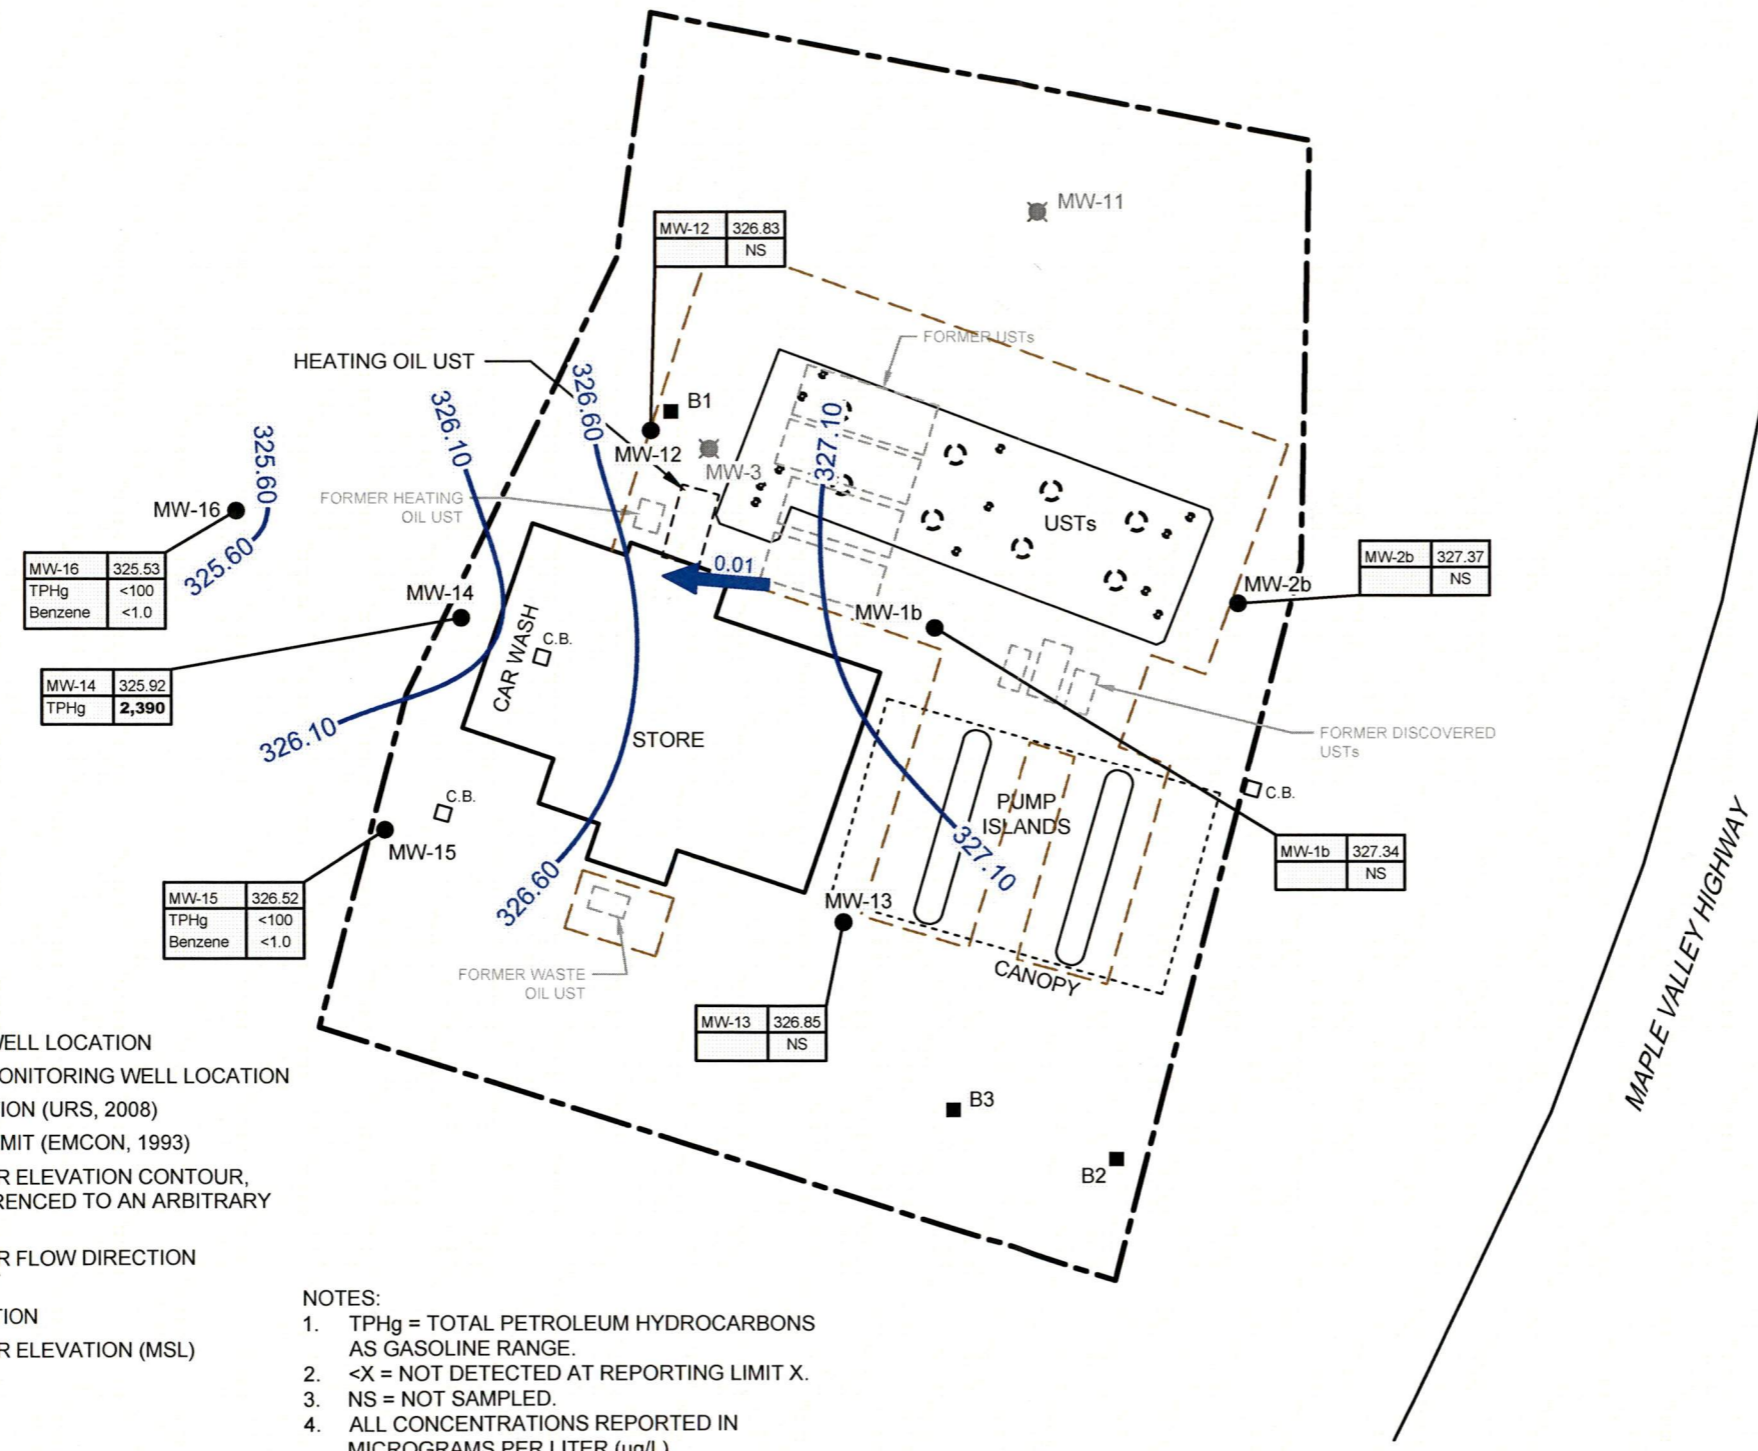 MW-11
MW-12 326.83
NS
FORMER USTs
HEATING OIL UST
326.60
326.10
B1
327.10
325.60
MW-12
MW-3
FORMER HEATING
OIL UST
MW-16
USTs
MW-16 325.53
TPHg <100
Benzene <1.0
325.60
0.01
MW-2b 327.37
NS
MW-2b
MW-14
MW-1b
CAR WASH
C.B.
MW-14 325.92
TPHg 2,390
326.10
STORE
FORMER DISCOVERED
USTs
C.B.
C.B.
PUMP
ISLANDS
MW-15
327.10
MW-1b 327.34
NS
MW-15 326.52
TPHg <100
Benzene <1.0
326.60
MW-13
FORMER WASTE
OIL UST
CANOPY
MW-13 326.85
NS
MAPLE VALLEY HIGHWAY
B3
B2
WELL LOCATION
ONITORING WELL LOCATION
ION (URS, 2008)
MIT (EMCON, 1993)
R ELEVATION CONTOUR,
RENCED TO AN ARBITRARY
R FLOW DIRECTION
TION
R ELEVATION (MSL)
NOTES:
1. TPHg = TOTAL PETROLEUM HYDROCARBONS
AS GASOLINE RANGE.
2. <X = NOT DETECTED AT REPORTING LIMIT X.
3. NS = NOT SAMPLED.
4. ALL CONCENTRATIONS REPORTED IN
MICROGRAMS PER LITER (ug/L)